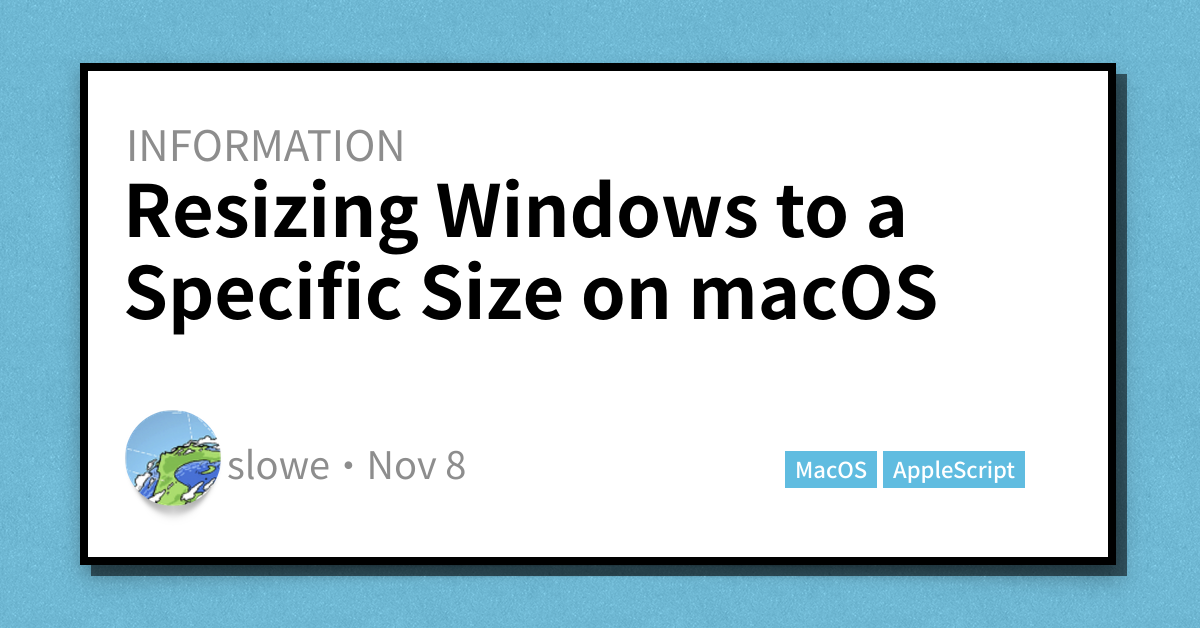 INFORMATION
Resizing Windows to a
Specific Size on macOS
slowe • Nov 8
MacOS AppleScript